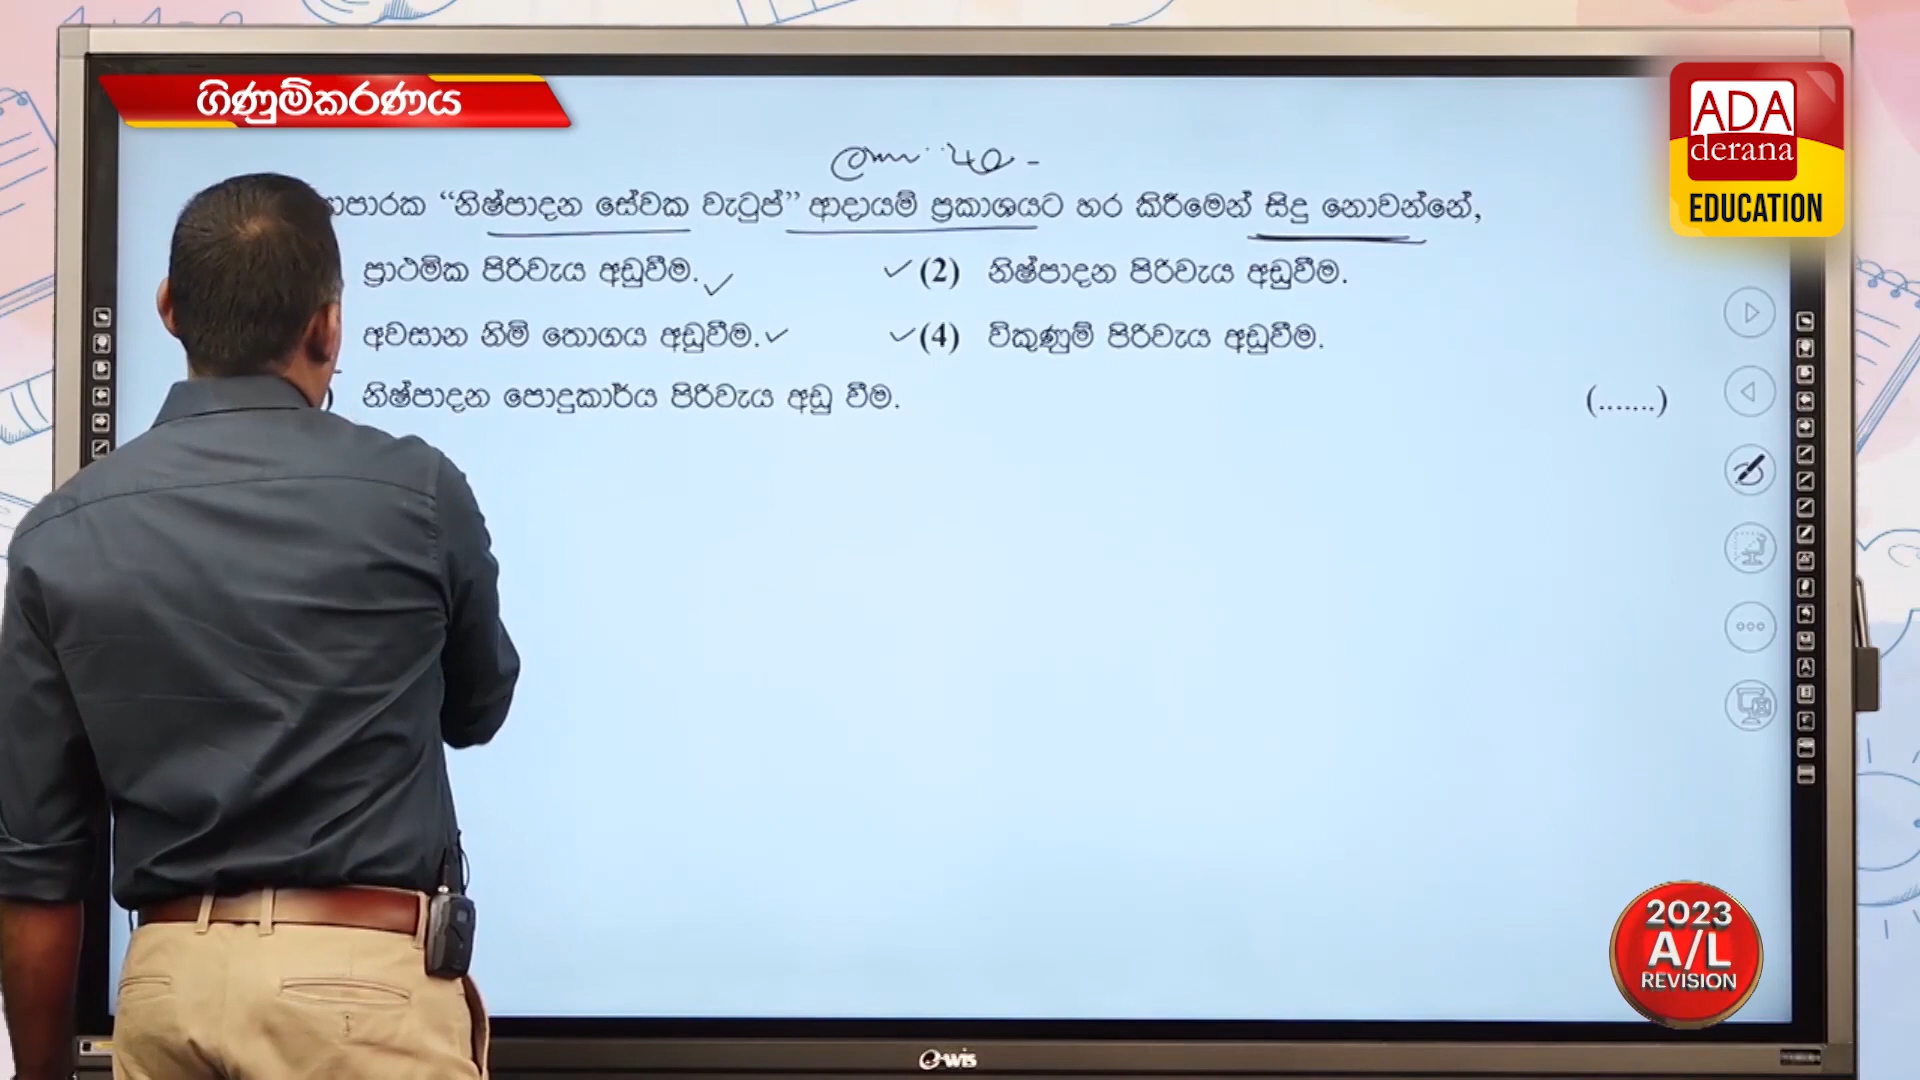 ගිණුම්කරණය
ADA
derana
EDUCATION
“නිෂ්පාදන සේවක වැටුප්” ආදායම් ප්‍රකාශයට හර කිරීමෙන් සිදු නොවන්නේ,
ප්‍රාථමික පිරිවැය අඩුවීම.
(2) නිෂ්පාදන පිරිවැය අඩුවීම.
අවසාන නිමි තොගය අඩුවීම.
(4) විකුණුම් පිරිවැය අඩුවීම.
නිෂ්පාදන පොදුකාර්ය පිරිවැය අඩු වීම.
(.......)
2023
A/L
REVISION
ewis